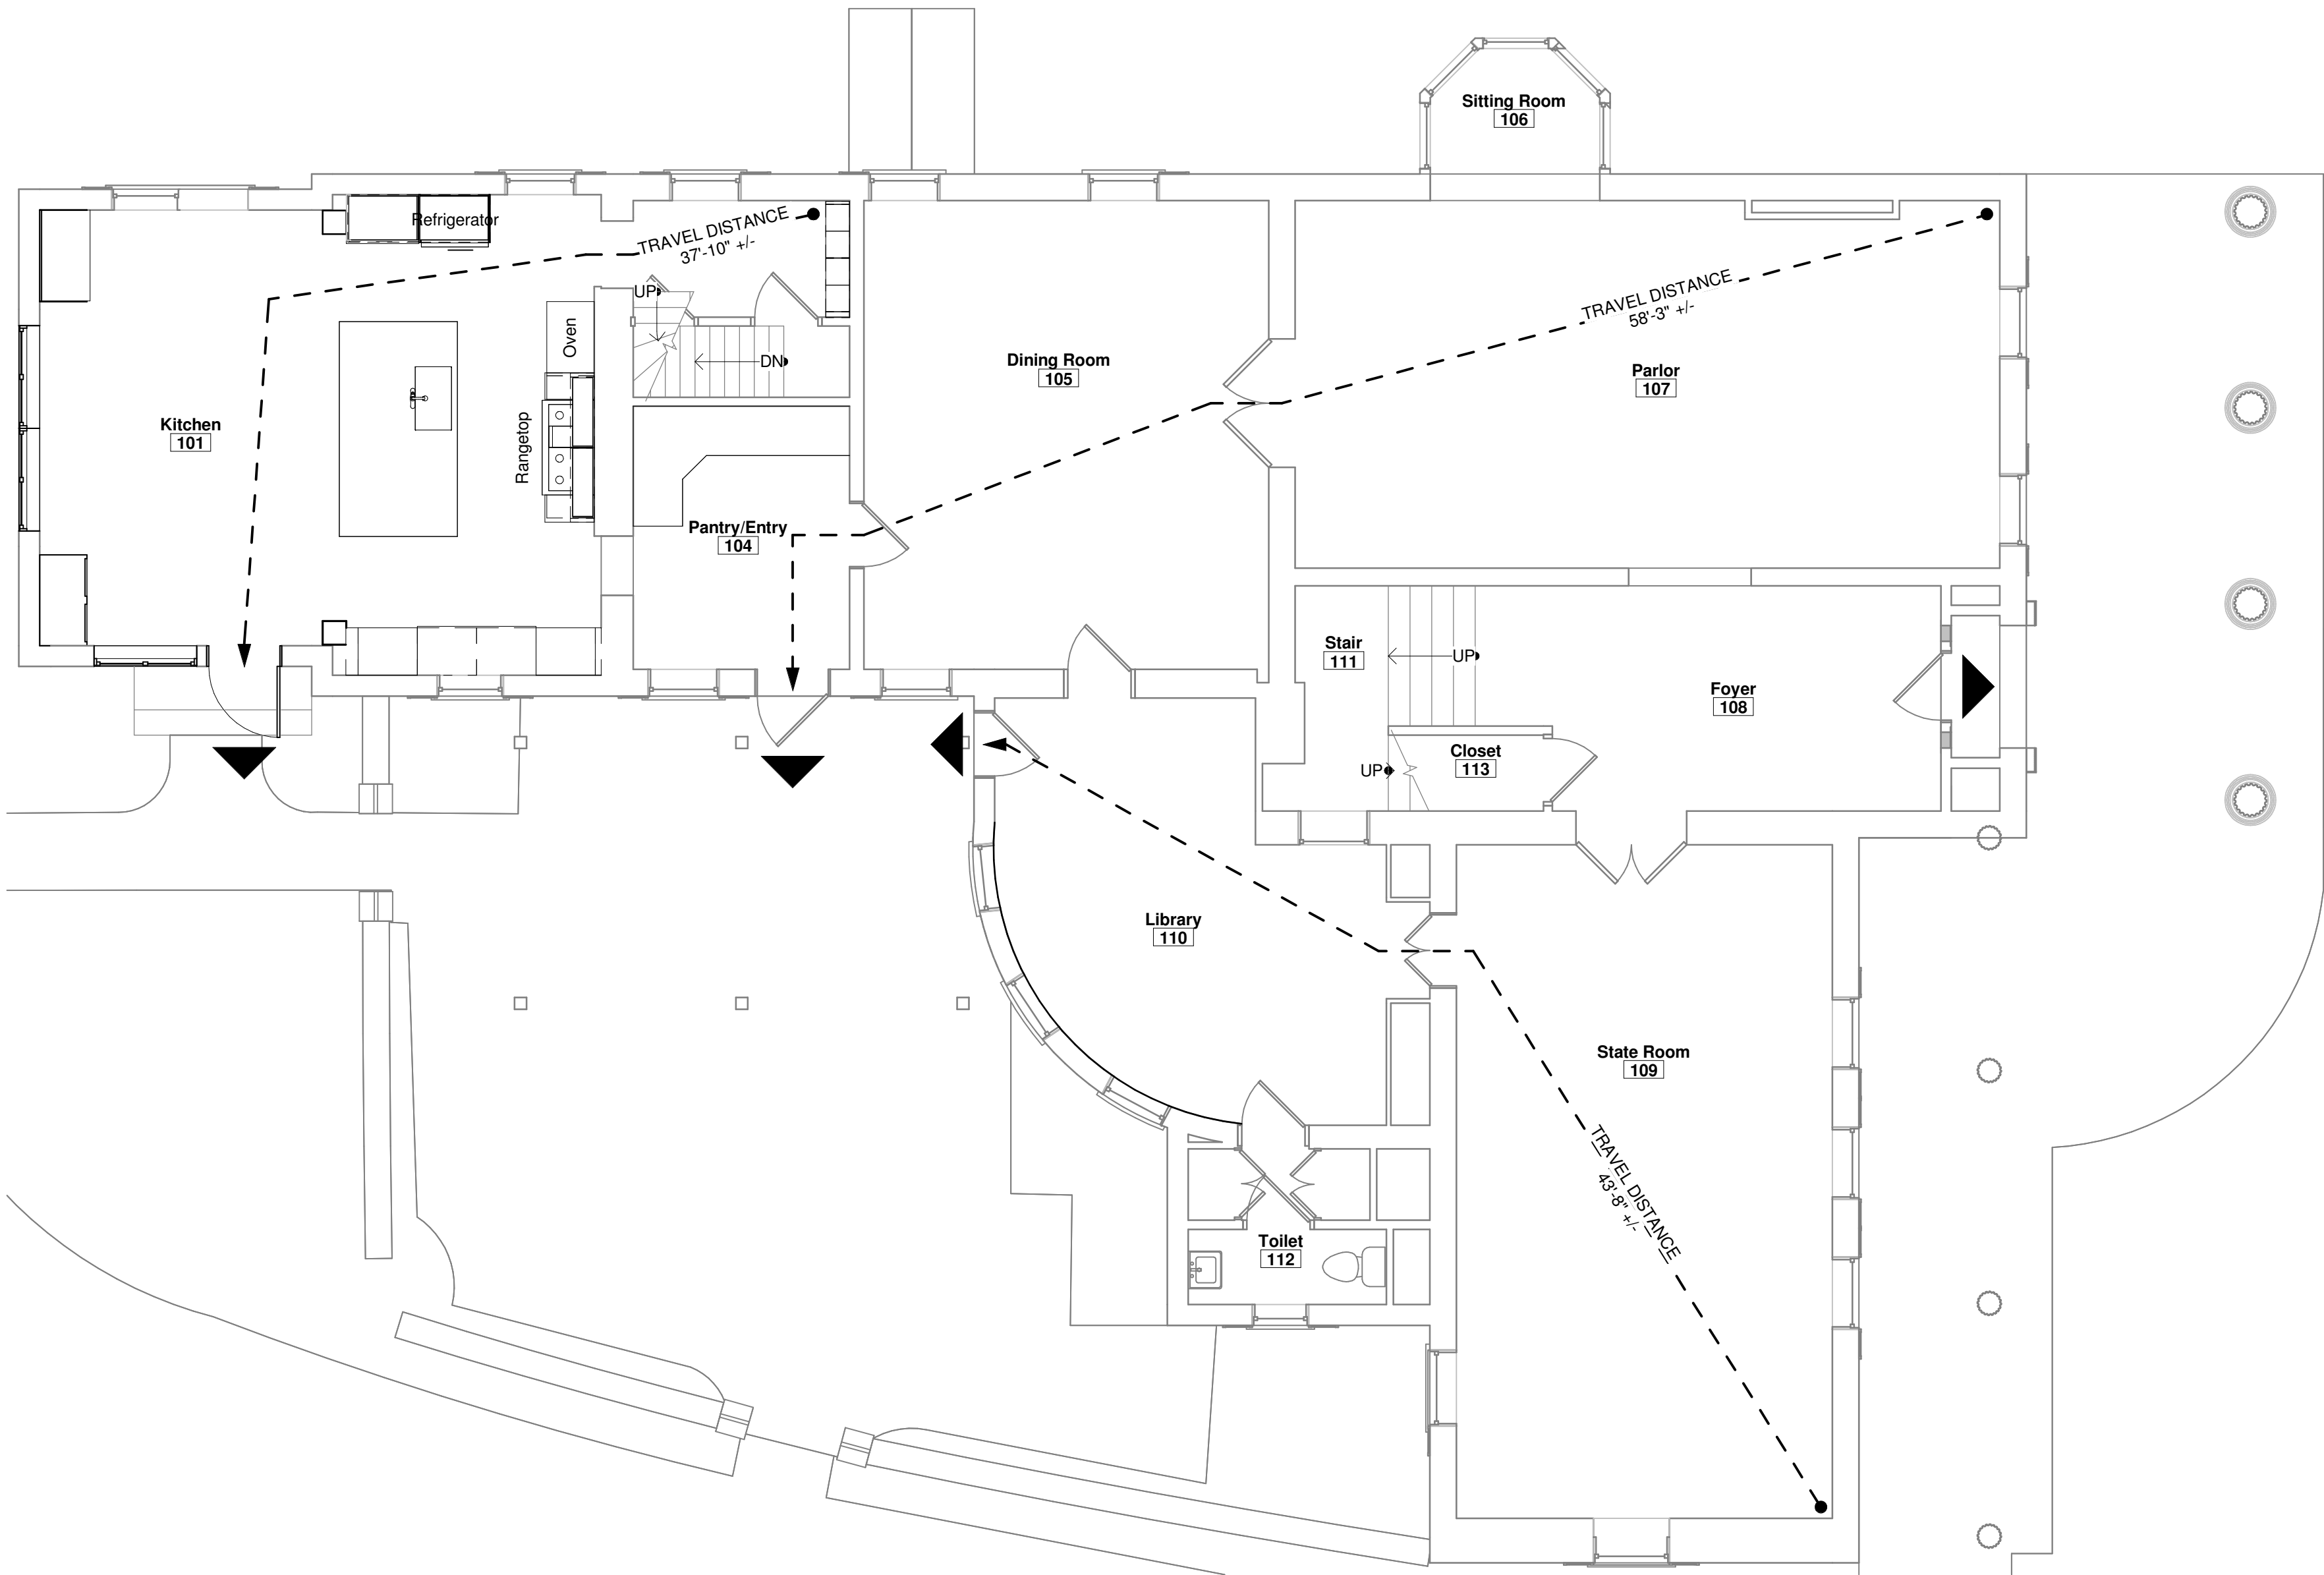 Sitting Room
106
Refrigerator
TRAVEL DISTANCE
37'-10" +/-
UP
DN
Oven
Rangetop
Kitchen
101
Dining Room
105
TRAVEL DISTANCE
58'-3" +/-
Parlor
107
Pantry/Entry
104
Stair
111
UP
Foyer
108
Closet
113
UP
Library
110
State Room
109
TRAVEL DISTANCE
43'-8" +/-
Toilet
112